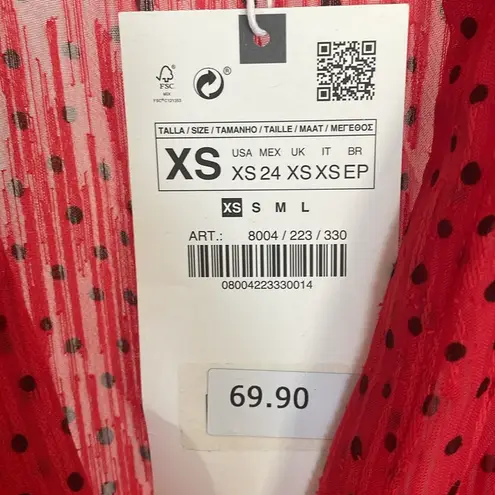 FSC
MIX
TALLA / SIZE / TAMANHO / TAILLE / MAAT / ΜΕΓΕΘΟΣ
XS
USA MEX UK IT BR
XS 24 XS XS EP
XS S M L
ART.: 8004 / 223 / 330
08004223330014
69.90